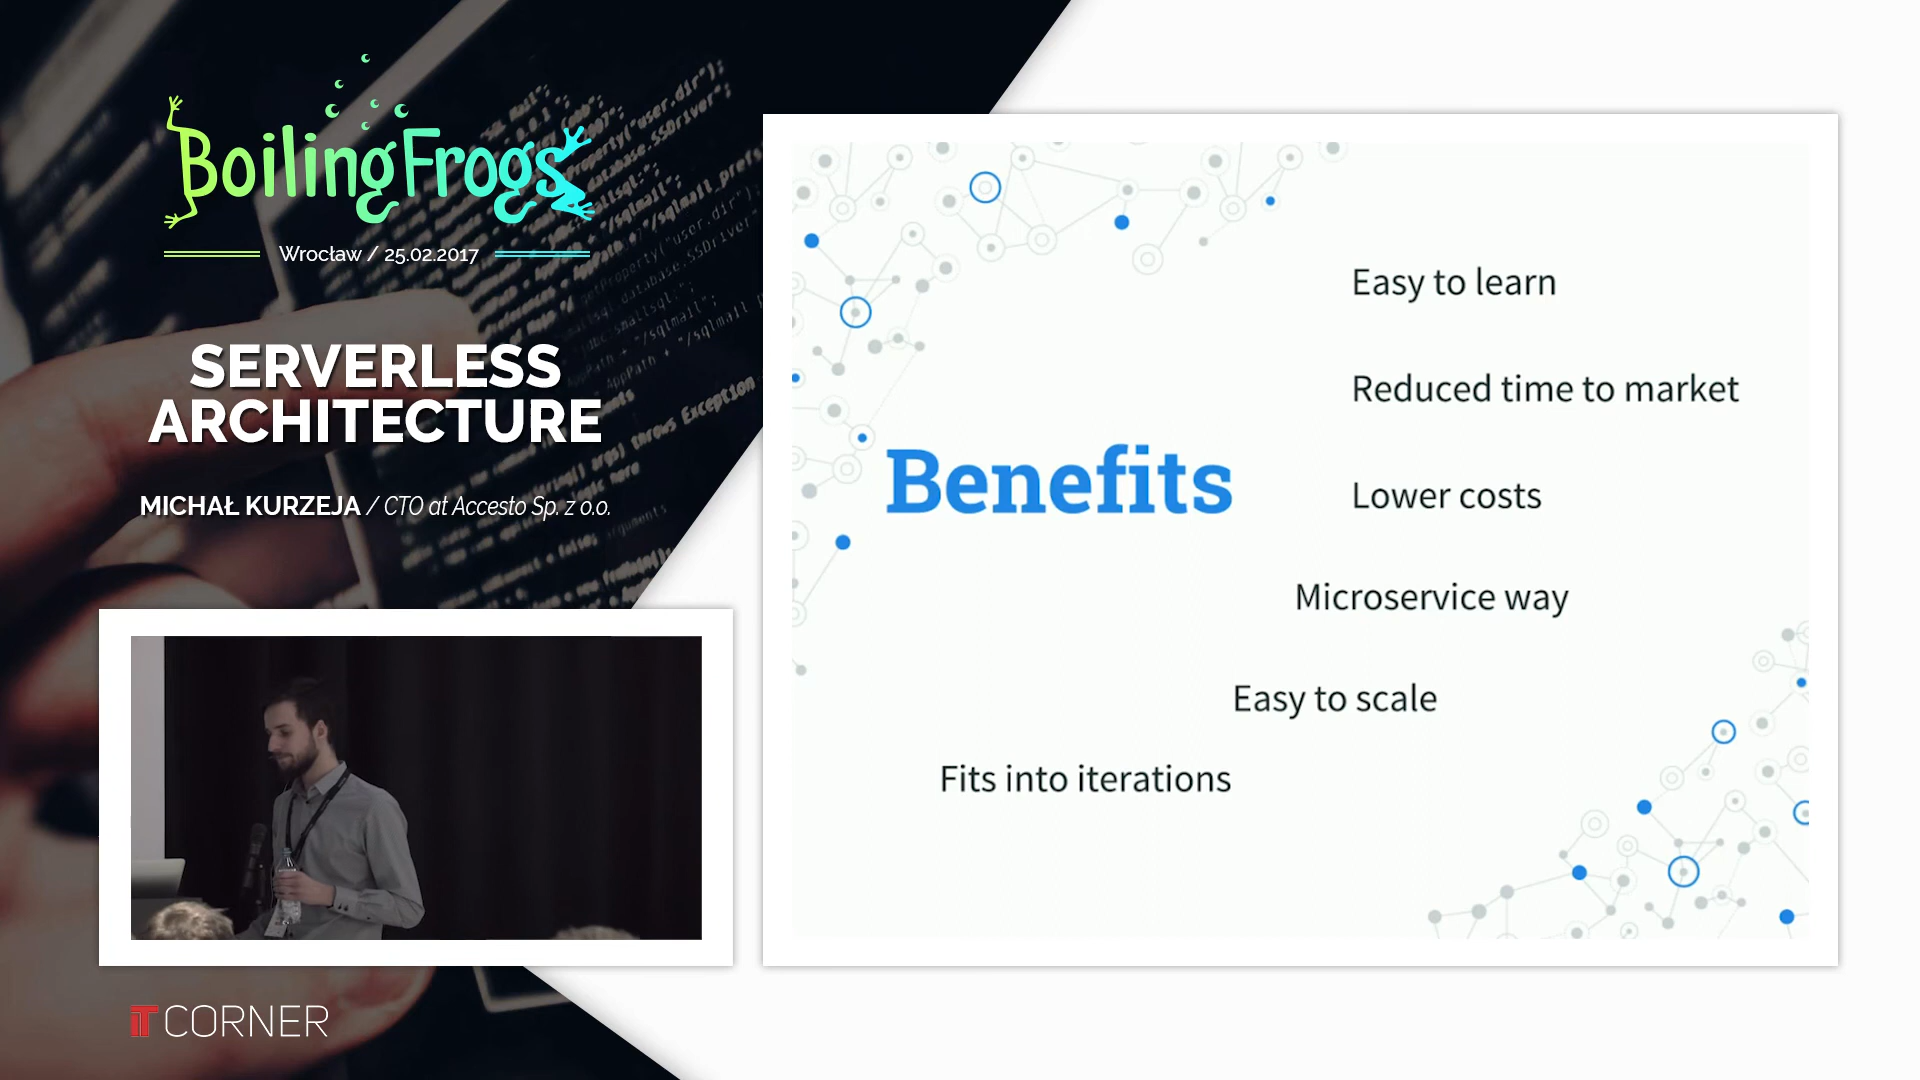 BoilingFrogs
Wrocław / 25.02.2017
SERVERLESS
ARCHITECTURE
MICHAŁ KURZEJA / CTO at Accesto Sp. z o.o.
Benefits
Easy to learn
Reduced time to market
Lower costs
Microservice way
Easy to scale
Fits into iterations
IT CORNER